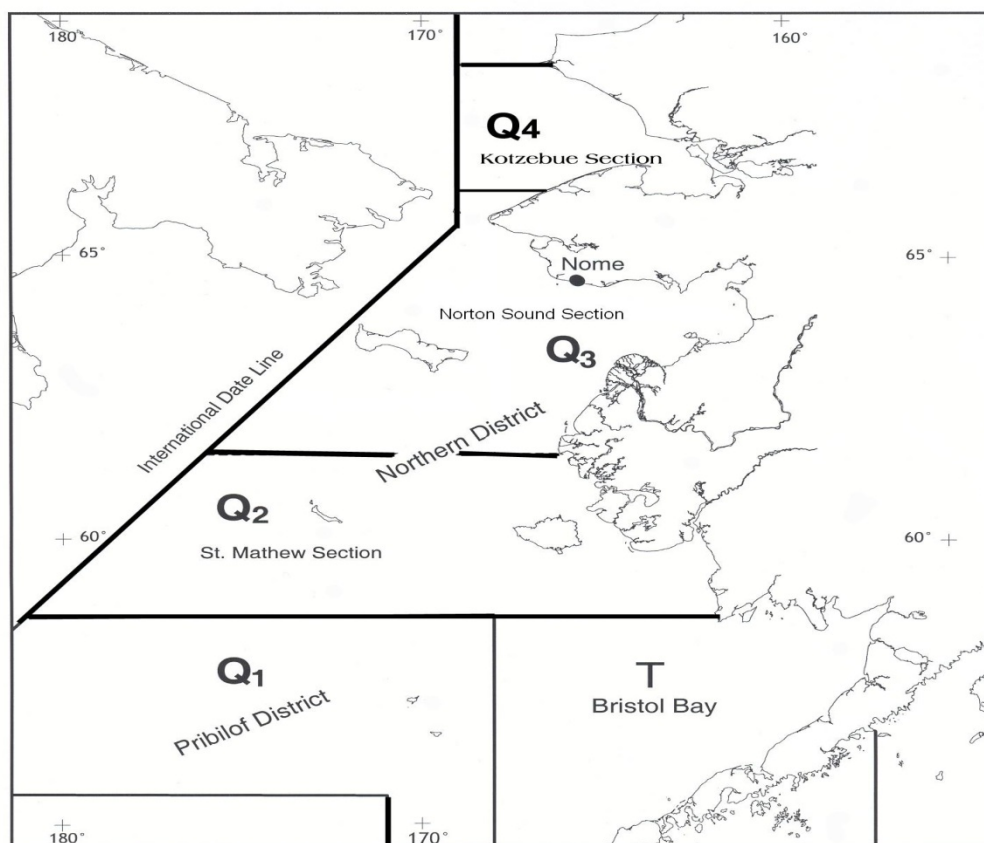 180°
170°
160°
Q4
Kotzebue Section
65°
65°
Nome
Norton Sound Section
Q3
International Date Line
Northern District
Q2
St. Mathew Section
60°
60°
Q1
Pribilof District
T
Bristol Bay
180°
170°